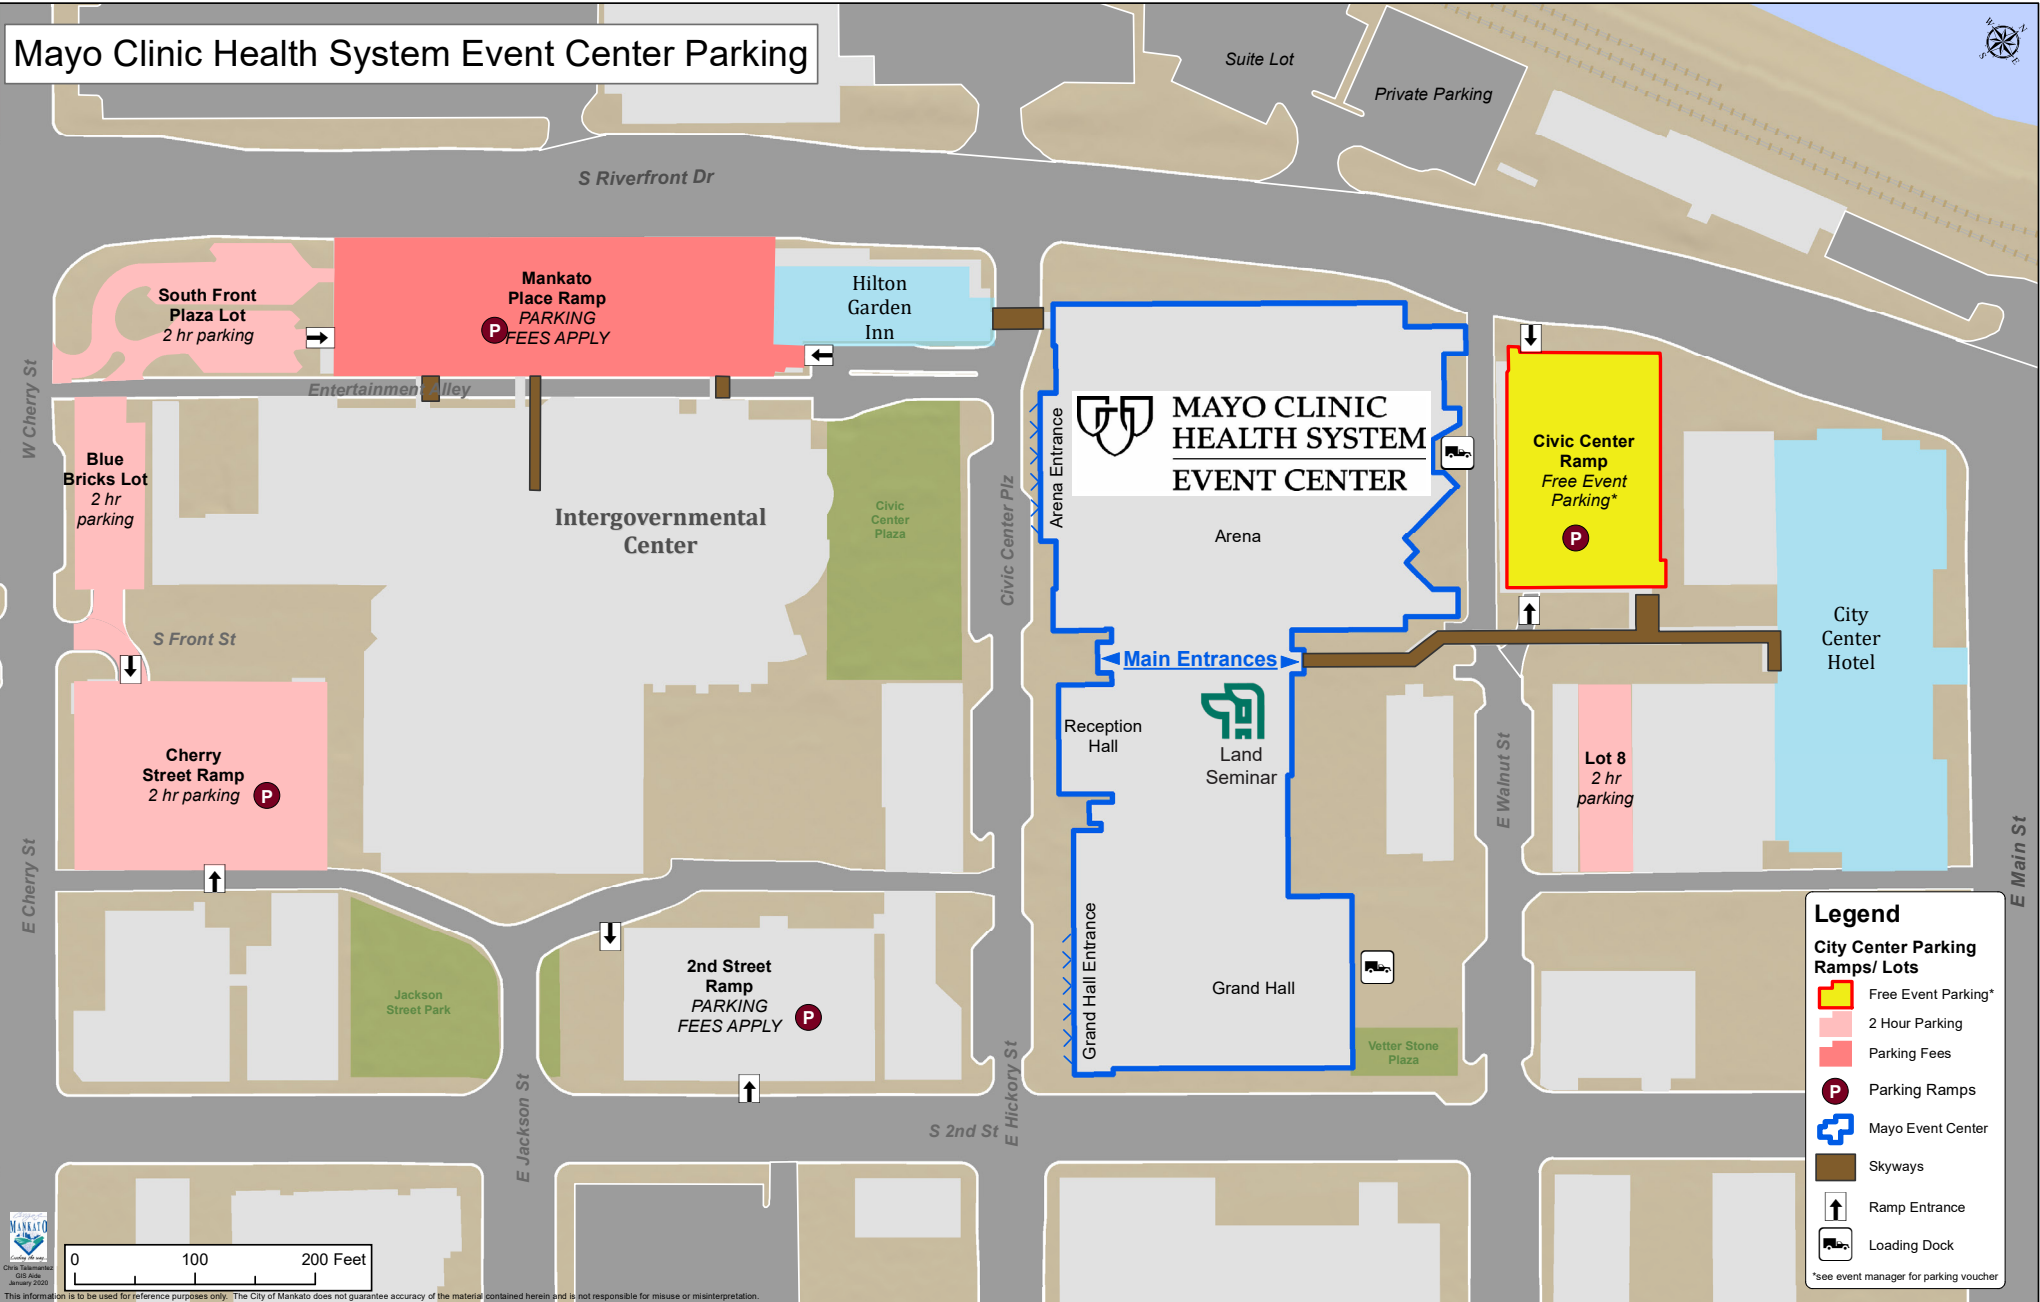 Mayo Clinic Health System Event Center Parking
Suite Lot
Private Parking
W
N
S
E
S Riverfront Dr
South Front
Plaza Lot
2 hr parking
Mankato
Place Ramp
PARKING
FEES APPLY
P
Hilton
Garden
Inn
Entertainment Alley
W Cherry St
Blue
Bricks Lot
2 hr
parking
Intergovernmental
Center
Civic
Center
Plaza
Civic Center Plz
Arena Entrance
MAYO CLINIC
HEALTH SYSTEM
EVENT CENTER
Arena
Civic Center
Ramp
Free Event
Parking*
P
City
Center
Hotel
S Front St
Main Entrances
Reception
Hall
Land
Seminar
Cherry
Street Ramp
2 hr parking
P
E Walnut St
Lot 8
2 hr
parking
E Cherry St
E Main St
Jackson
Street Park
2nd Street
Ramp
PARKING
FEES APPLY
P
Grand Hall Entrance
Grand Hall
Vetter Stone
Plaza
E Jackson St
S 2nd St
E Hickory St
Legend
City Center Parking
Ramps/ Lots
Free Event Parking*
2 Hour Parking
Parking Fees
P
Parking Ramps
Mayo Event Center
Skyways
Ramp Entrance
Loading Dock
*see event manager for parking voucher
MANKATO
Chris Talamantez
GIS Aide
January 2020
0
100
200 Feet
This information is to be used for reference purposes only. The City of Mankato does not guarantee accuracy of the material contained herein and is not responsible for misuse or misinterpretation.